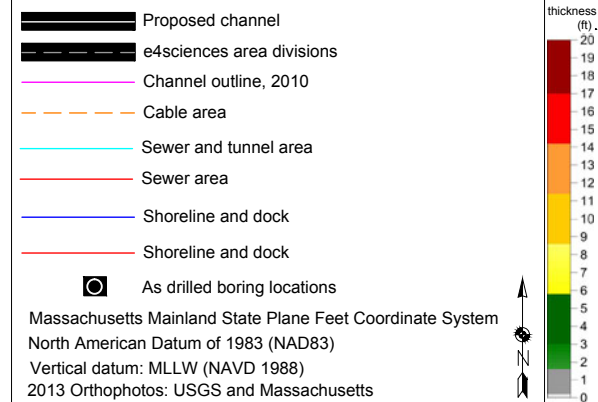 Proposed channel
e4sciences area divisions
Channel outline, 2010
Cable area
Sewer and tunnel area
Sewer area
Shoreline and dock
Shoreline and dock
As drilled boring locations
Massachusetts Mainland State Plane Feet Coordinate System
North American Datum of 1983 (NAD83)
Vertical datum: MLLW (NAVD 1988)
2013 Orthophotos: USGS and Massachusetts
N
thickness
(ft)
20
19
18
17
16
15
14
13
12
11
10
9
8
7
6
5
4
3
2
1
0